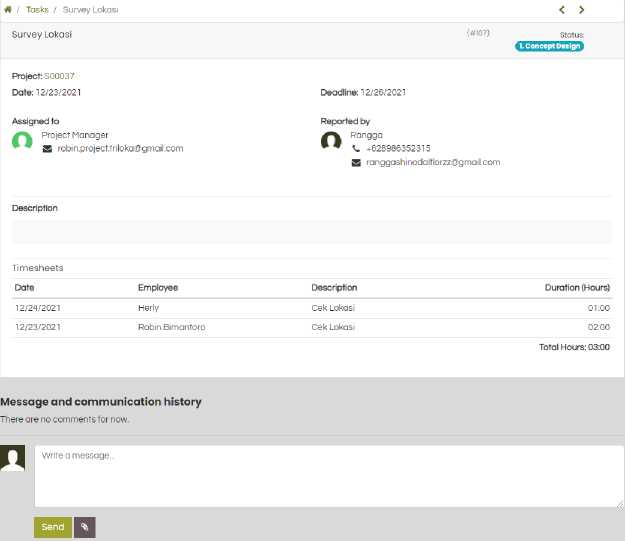 / Tasks / Survey Lokasi
Survey Lokasi
(#107)
Status:
1. Concept Design
Project: S00037
Date: 12/23/2021
Deadline: 12/26/2021
Assigned to
Project Manager
robin.project.triloka@gmail.com
Reported by
Rangga
+628986352315
ranggashinodaflorzz@gmail.com
Description
Timesheets
Date Employee Description Duration (Hours)
12/24/2021 Herly Cek Lokasi 01:00
12/23/2021 Robin Bimantoro Cek Lokasi 02:00
Total Hours: 03:00
Message and communication history
There are no comments for now.
Write a message...
Send